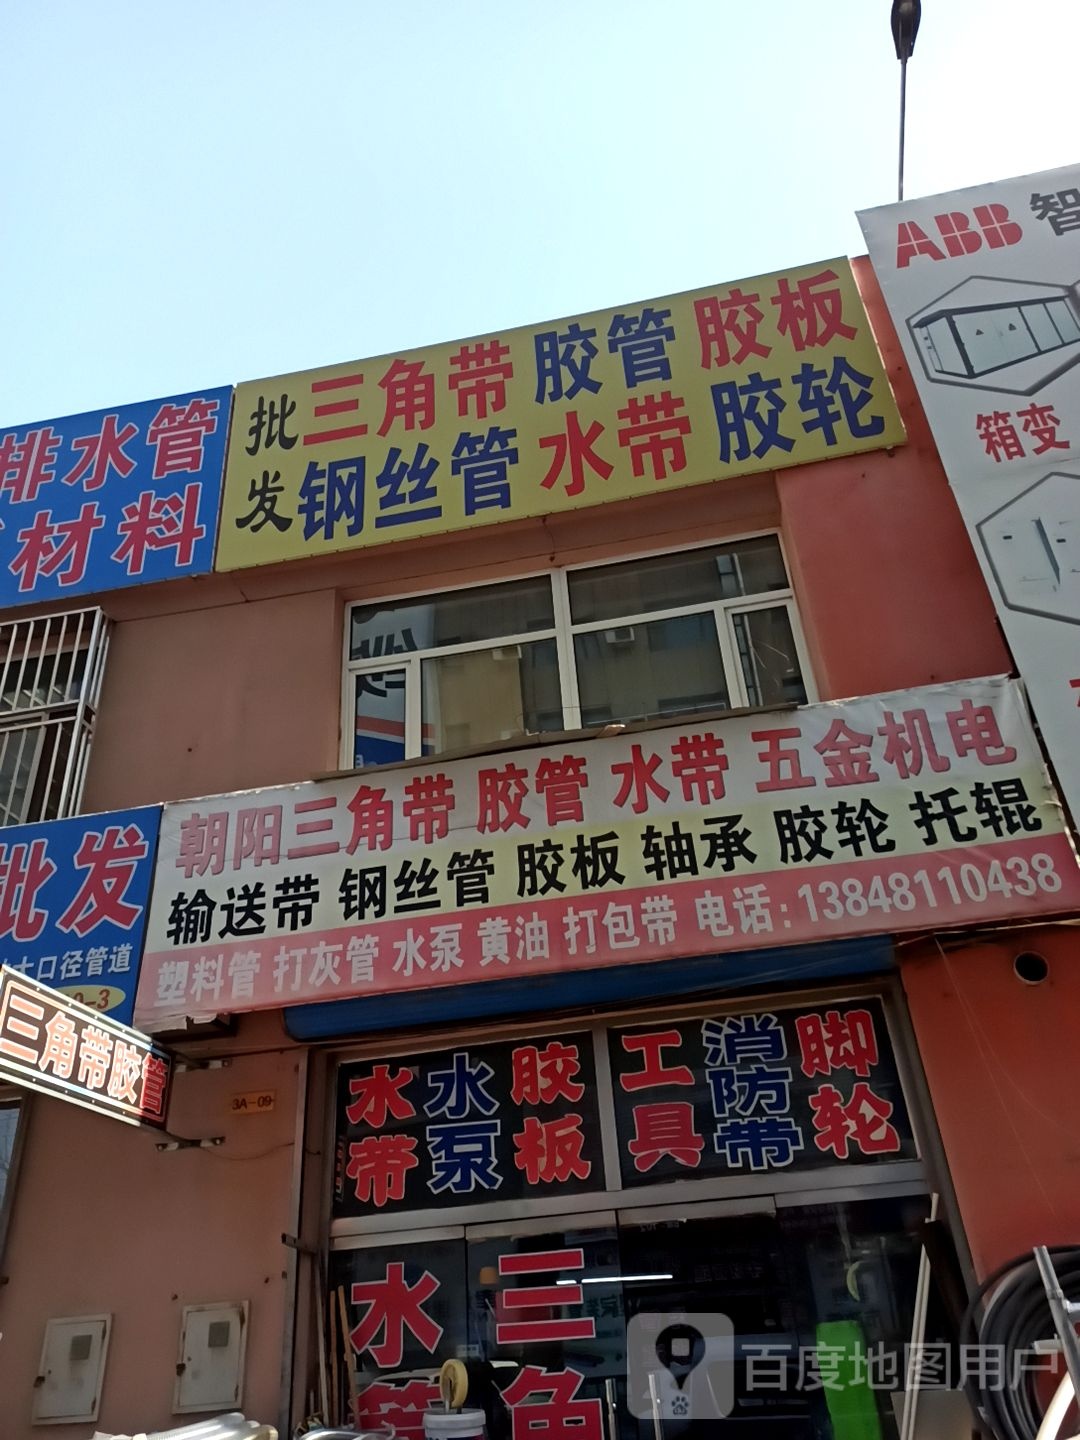 ABB 智
箱变
批发
三角带 胶管 胶板
钢丝管 水带 胶轮
排水管
材料
朝阳三角带 胶管 水带 五金机电
输送带 钢丝管 胶板 轴承 胶轮 托辊
塑料管 打灰管 水泵 黄油 打包带 电话:13848110438
批发
口径管道
三角带胶管
3A-09
水带
水泵
胶板
工具
消防带
脚轮
水管
三角
百度地图用户